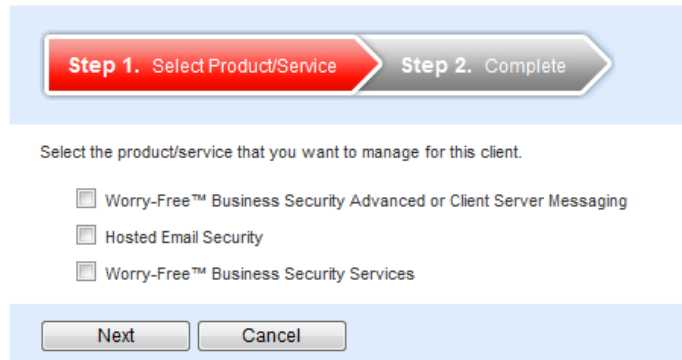 Step 1. Select Product/Service Step 2. Complete
Select the product/service that you want to manage for this client.
Worry-Free™ Business Security Advanced or Client Server Messaging
Hosted Email Security
Worry-Free™ Business Security Services
Next Cancel